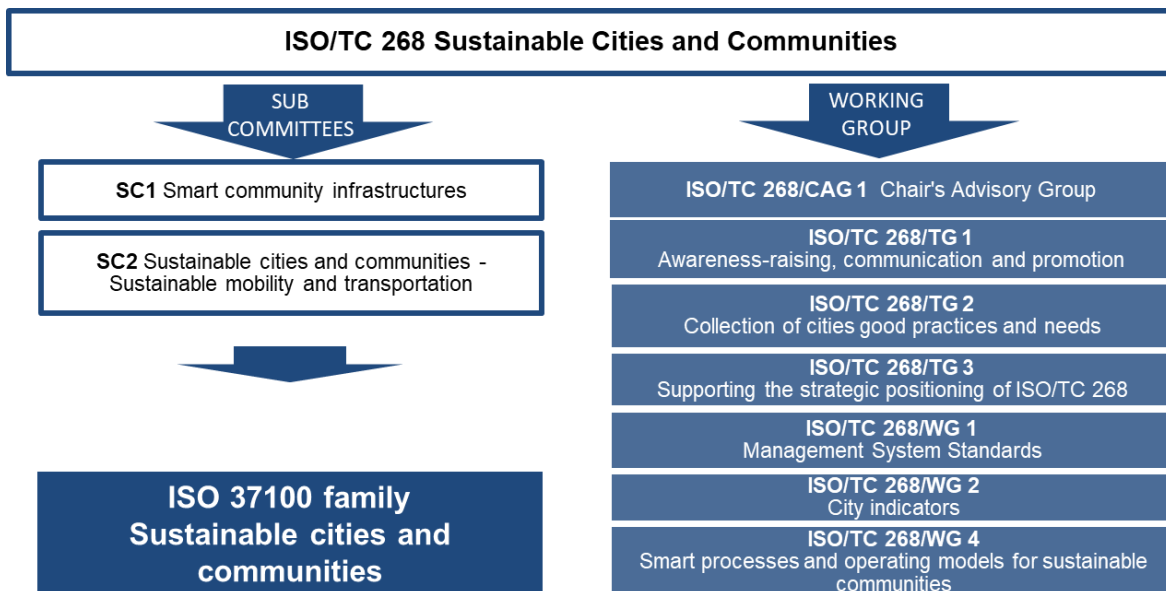 ISO/TC 268 Sustainable Cities and Communities
SUB
COMMITTEES
SC1 Smart community infrastructures
SC2 Sustainable cities and communities -
Sustainable mobility and transportation
ISO 37100 family
Sustainable cities and
communities
WORKING
GROUP
ISO/TC 268/CAG 1 Chair's Advisory Group
ISO/TC 268/TG 1
Awareness-raising, communication and promotion
ISO/TC 268/TG 2
Collection of cities good practices and needs
ISO/TC 268/TG 3
Supporting the strategic positioning of ISO/TC 268
ISO/TC 268/WG 1
Management System Standards
ISO/TC 268/WG 2
City indicators
ISO/TC 268/WG 4
Smart processes and operating models for sustainable
communities